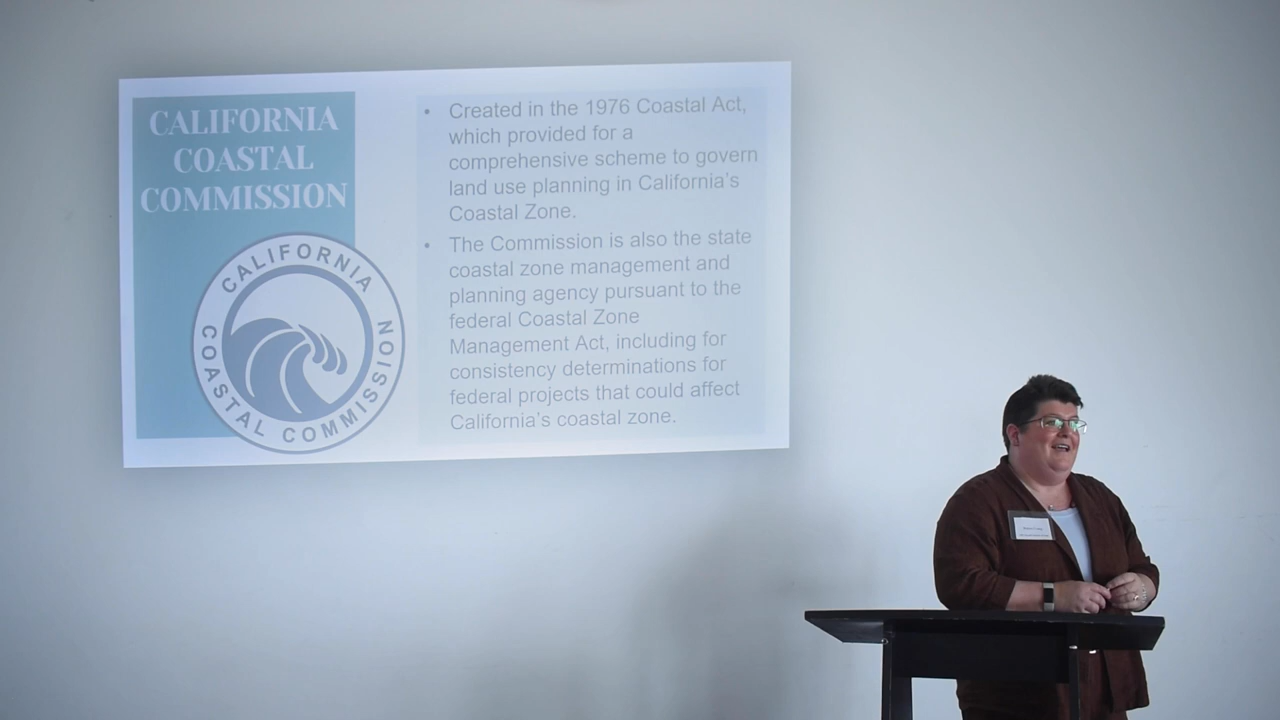 CALIFORNIA
COASTAL
COMMISSION
CALIFORNIA
COASTAL COMMISSION
• Created in the 1976 Coastal Act,
which provided for a
comprehensive scheme to govern
land use planning in California's
Coastal Zone.
• The Commission is also the state
coastal zone management and
planning agency pursuant to the
federal Coastal Zone
Management Act, including for
consistency determinations for
federal projects that could affect
California's coastal zone.